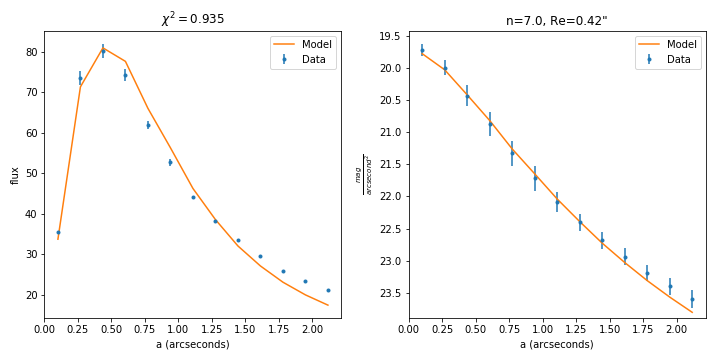 χ² = 0.935
flux
80
70
60
50
40
30
20
0.00 0.25 0.50 0.75 1.00 1.25 1.50 1.75 2.00
a (arcseconds)
Model
Data
n=7.0, Re=0.42"
mag
arcsecond²
19.5
20.0
20.5
21.0
21.5
22.0
22.5
23.0
23.5
0.00 0.25 0.50 0.75 1.00 1.25 1.50 1.75 2.00
a (arcseconds)
Model
Data